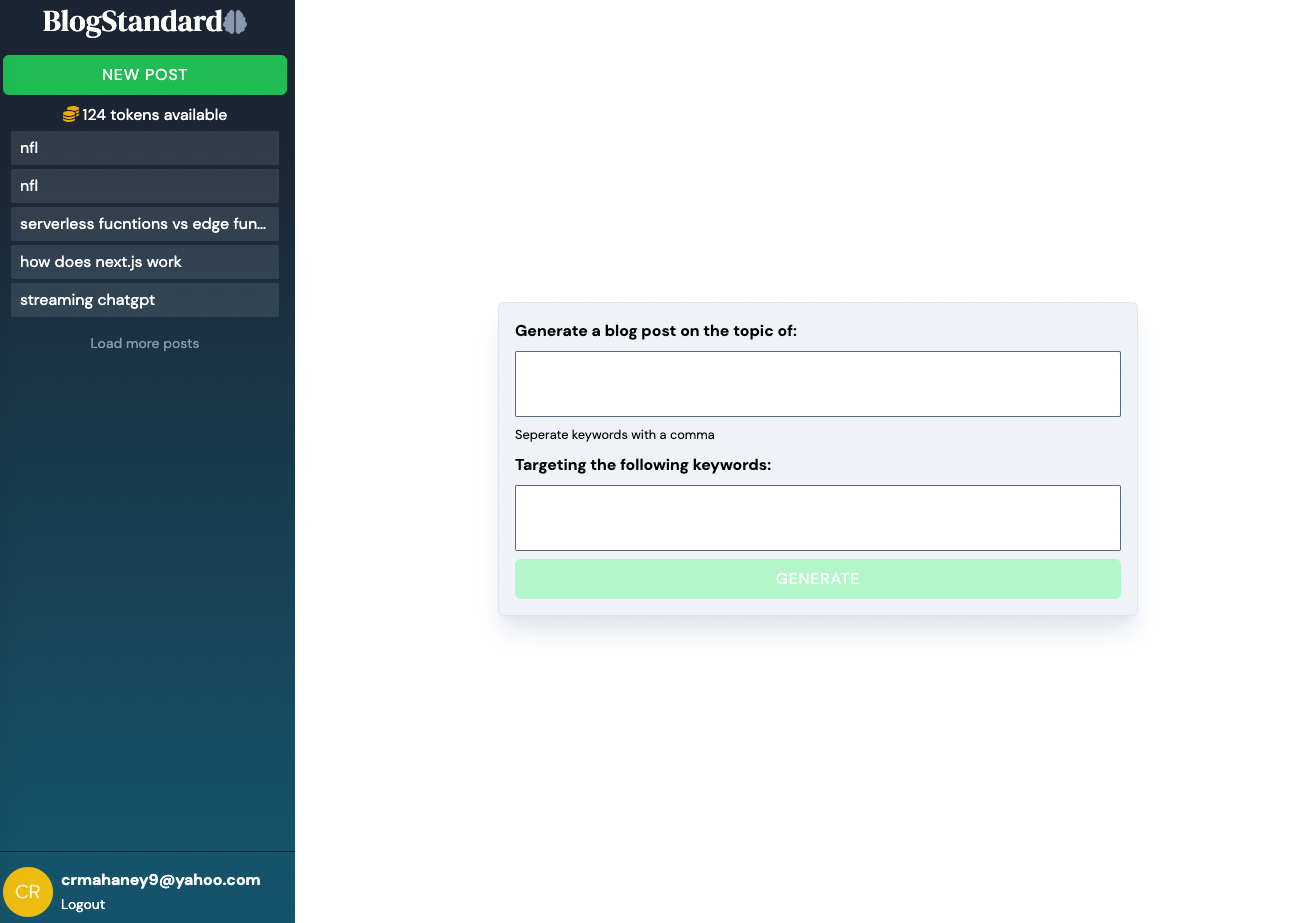 BlogStandard
NEW POST
124 tokens available
nfl
nfl
serverless fucntions vs edge fun...
how does next.js work
streaming chatgpt
Load more posts
Generate a blog post on the topic of:
Seperate keywords with a comma
Targeting the following keywords:
GENERATE
CR
crmahaney9@yahoo.com
Logout